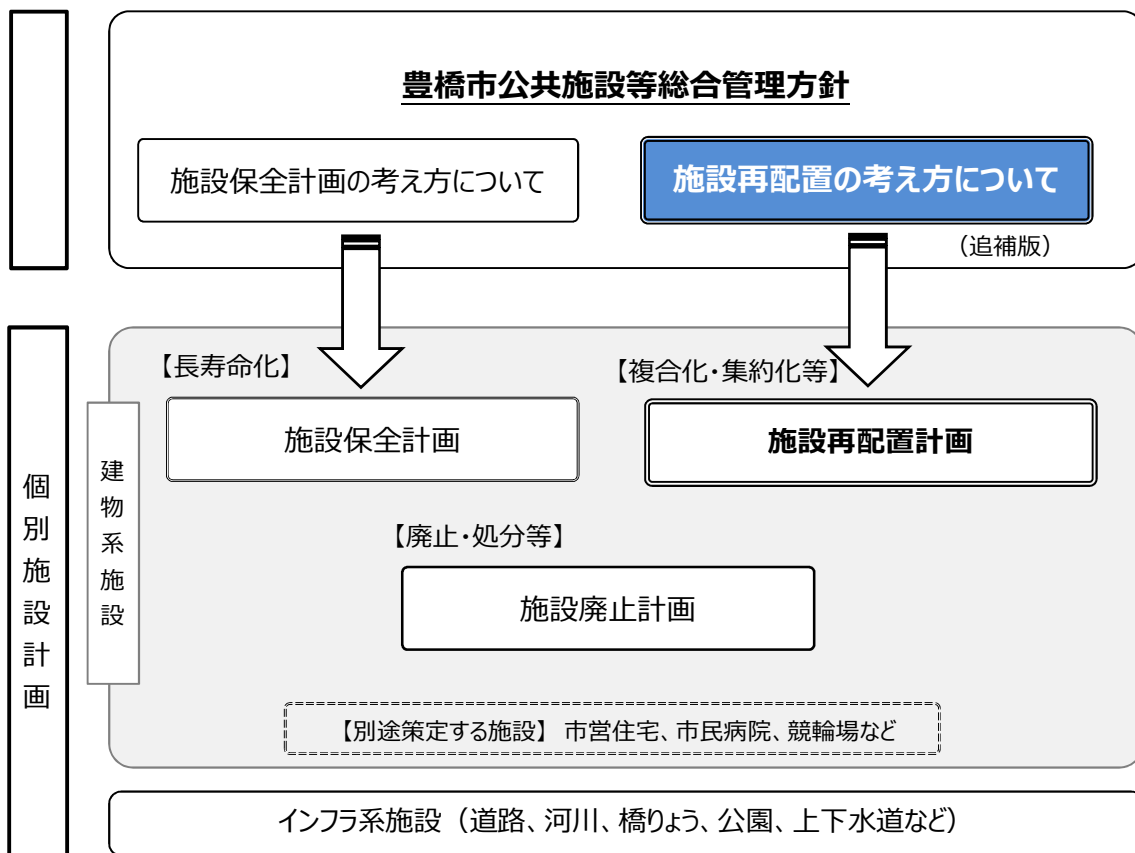 豊橋市公共施設等総合管理方針
施設保全計画の考え方について
施設再配置の考え方について
（追補版）
個別施設計画
建物系施設
【長寿命化】
【複合化・集約化等】
施設保全計画
施設再配置計画
【廃止・処分等】
施設廃止計画
【別途策定する施設】 市営住宅、市民病院、競輪場など
インフラ系施設（道路、河川、橋りょう、公園、上下水道など）